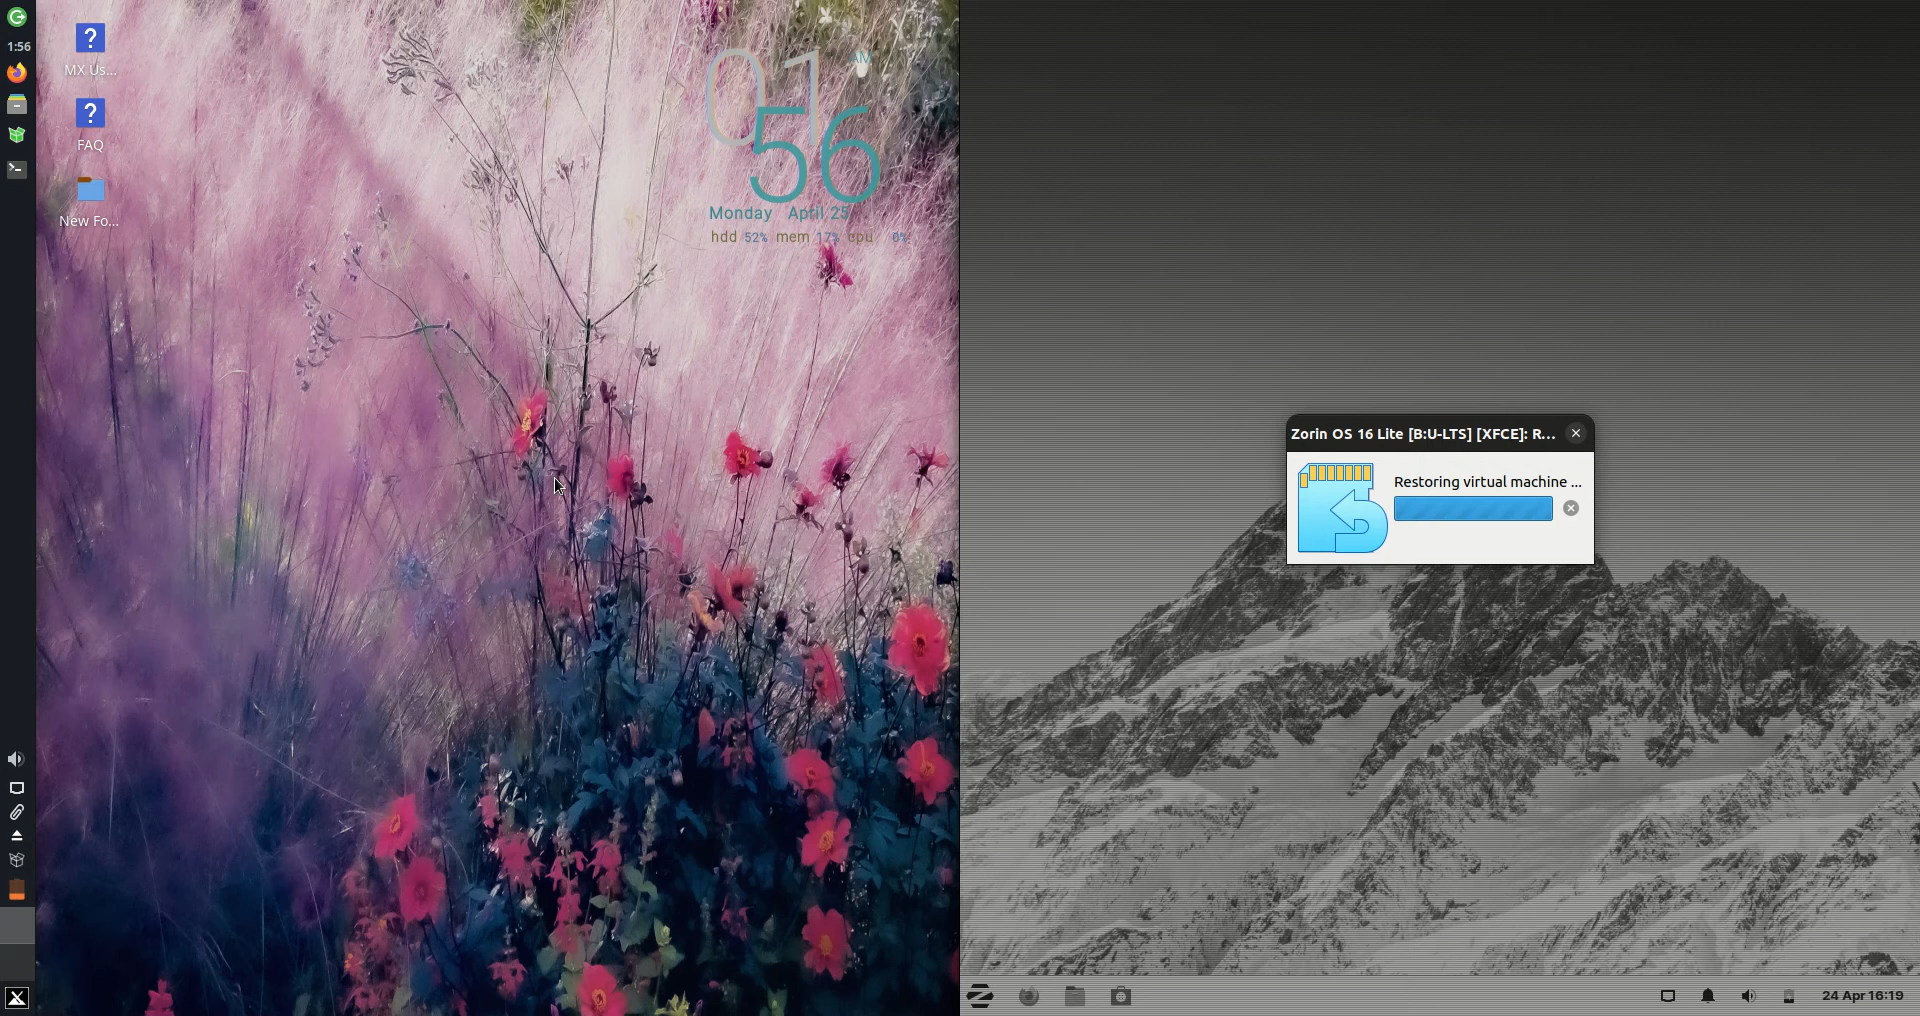 1:56
?
MX Us...
?
FAQ
New Fo...
01 AM
56
Monday April 25
hdd 52% mem 17% cpu 0%
Zorin OS 16 Lite [B:U-LTS] [XFCE]: R...
Restoring virtual machine ...
24 Apr 16:19